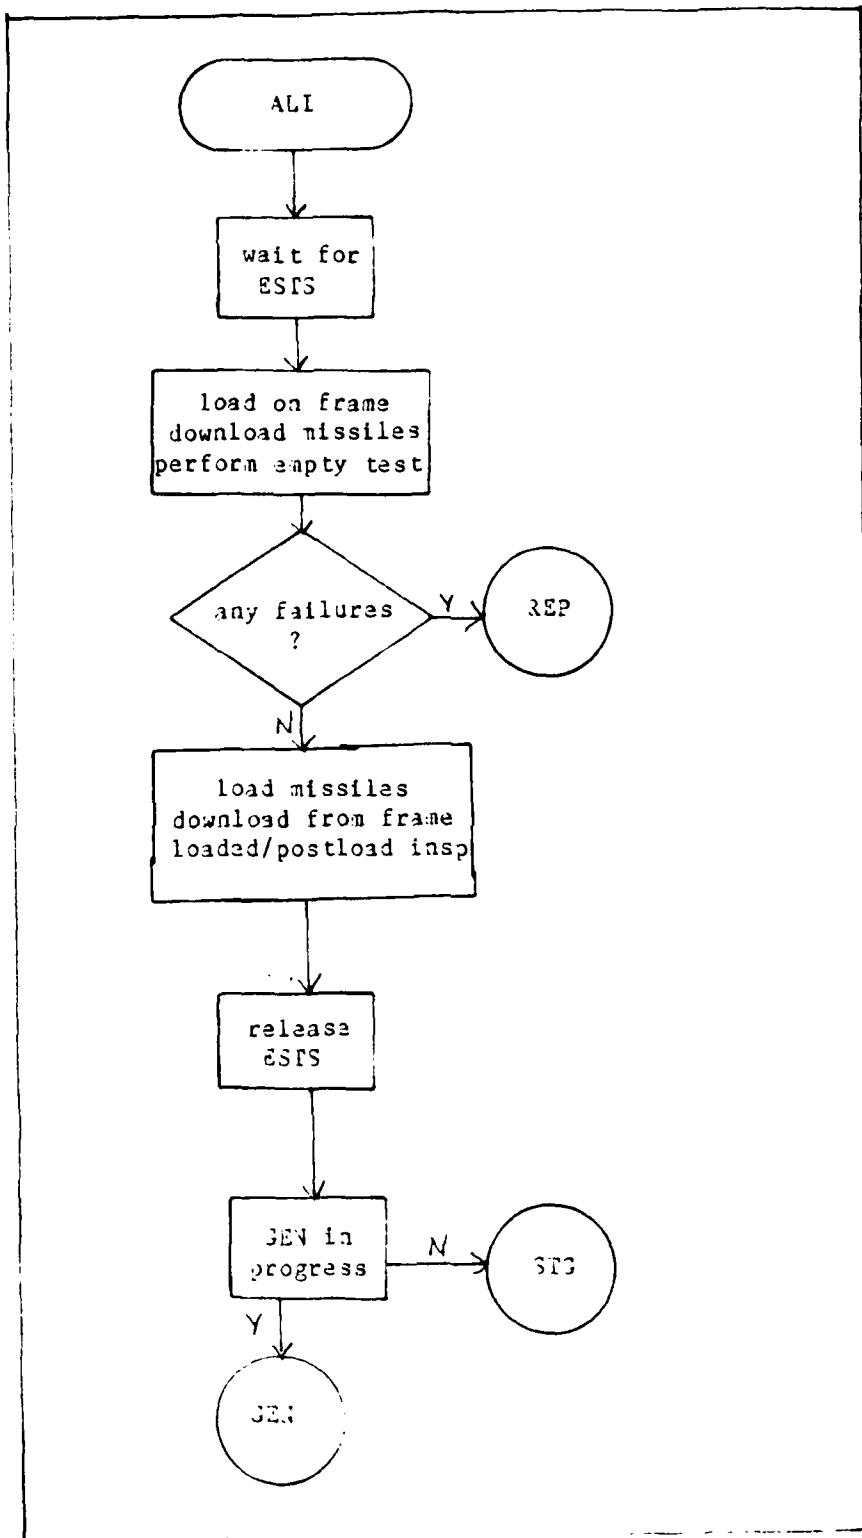 ALI
wait for
ESTS
load on frame
download missiles
perform empty test
any failures
?
Y
REP
N
load missiles
download from frame
loaded/postload insp
release
ESTS
GEN in
progress
N
STG
Y
GEN